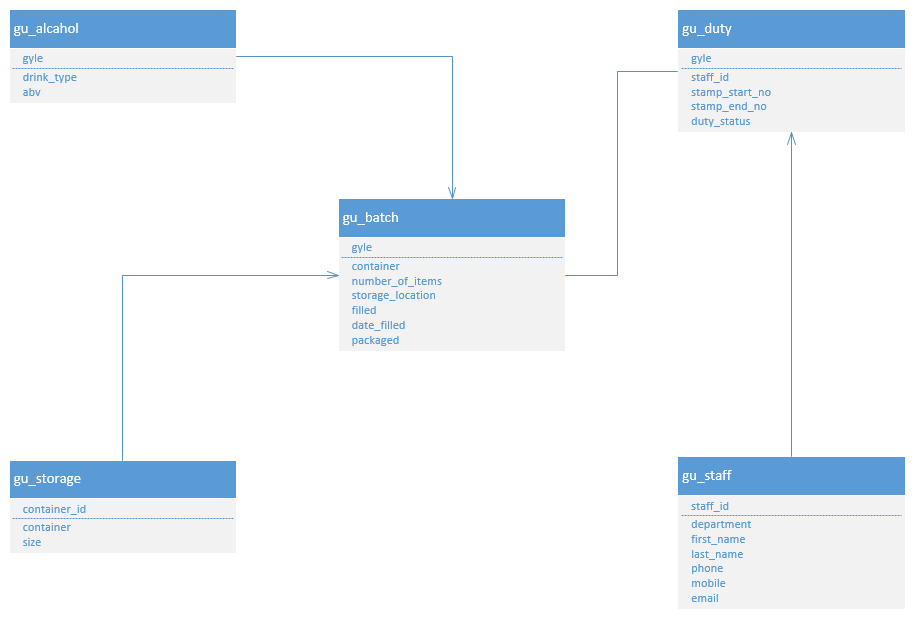 gu_alcahol
gyle
drink_type
abv
gu_duty
gyle
staff_id
stamp_start_no
stamp_end_no
duty_status
gu_batch
gyle
container
number_of_items
storage_location
filled
date_filled
packaged
gu_storage
container_id
container
size
gu_staff
staff_id
department
first_name
last_name
phone
mobile
email